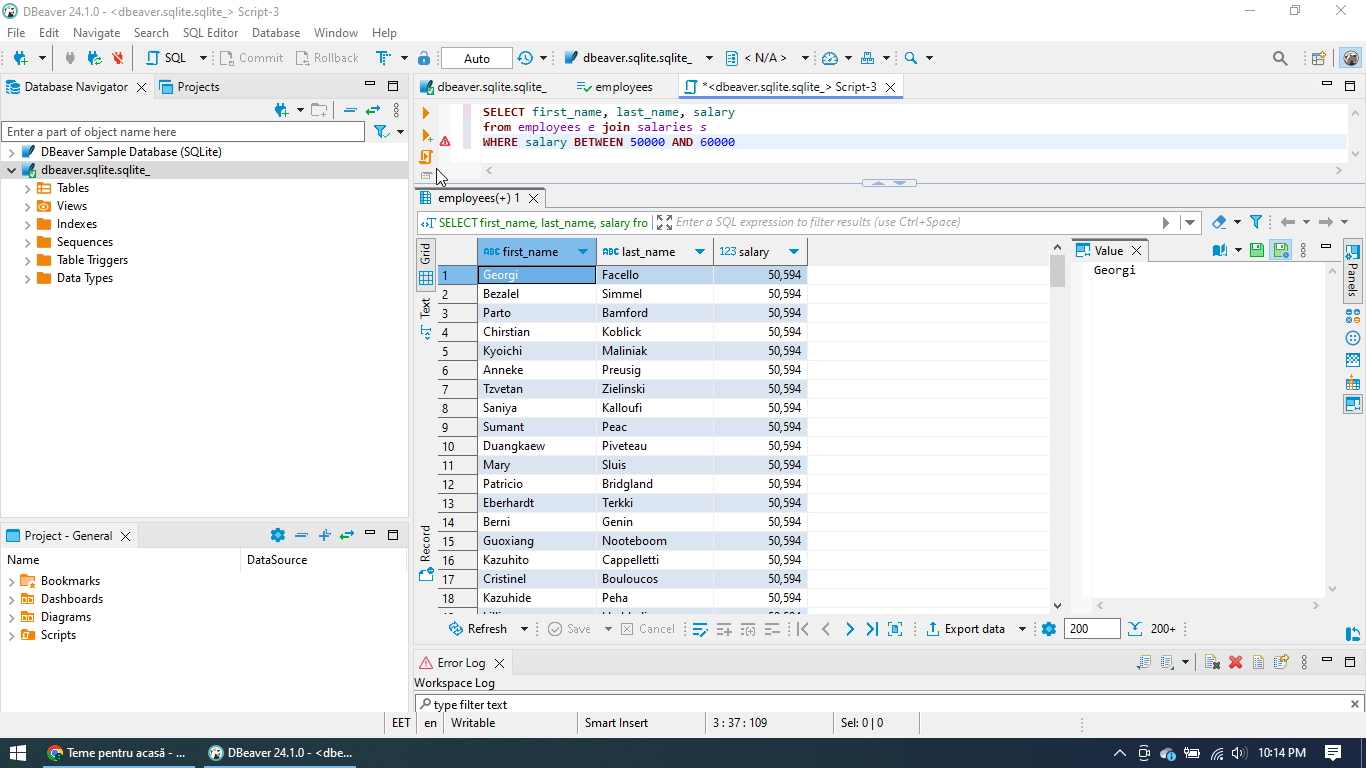 DBeaver 24.1.0 - <dbeaver.sqlite.sqlite_> Script-3
File Edit Navigate Search SQL Editor Database Window Help
SQL Commit Rollback Auto dbeaver.sqlite.sqlite_ < N/A >
Database Navigator Projects
Enter a part of object name here
DBeaver Sample Database (SQLite)
dbeaver.sqlite.sqlite_
Tables
Views
Indexes
Sequences
Table Triggers
Data Types
Project - General
Name DataSource
Bookmarks
Dashboards
Diagrams
Scripts
dbeaver.sqlite.sqlite_ employees *<dbeaver.sqlite.sqlite_> Script-3
SELECT first_name, last_name, salary
from employees e join salaries s
WHERE salary BETWEEN 50000 AND 60000
employees(+) 1
SELECT first_name, last_name, salary fro Enter a SQL expression to filter results (use Ctrl+Space)
Grid
Text
Record
ABC first_name ABC last_name 123 salary
1 Georgi Facello 50,594
2 Bezalel Simmel 50,594
3 Parto Bamford 50,594
4 Chirstian Koblick 50,594
5 Kyoichi Maliniak 50,594
6 Anneke Preusig 50,594
7 Tzvetan Zielinski 50,594
8 Saniya Kalloufi 50,594
9 Sumant Peac 50,594
10 Duangkaew Piveteau 50,594
11 Mary Sluis 50,594
12 Patricio Bridgland 50,594
13 Eberhardt Terkki 50,594
14 Berni Genin 50,594
15 Guoxiang Nooteboom 50,594
16 Kazuhito Cappelletti 50,594
17 Cristinel Bouloucos 50,594
18 Kazuhide Peha 50,594
Value
Georgi
Panels
Refresh Save Cancel Export data 200 200+
Error Log
Workspace Log
type filter text
EET en Writable Smart Insert 3 : 37 : 109 Sel: 0 | 0
Teme pentru acasă - ... DBeaver 24.1.0 - <dbe... 10:14 PM